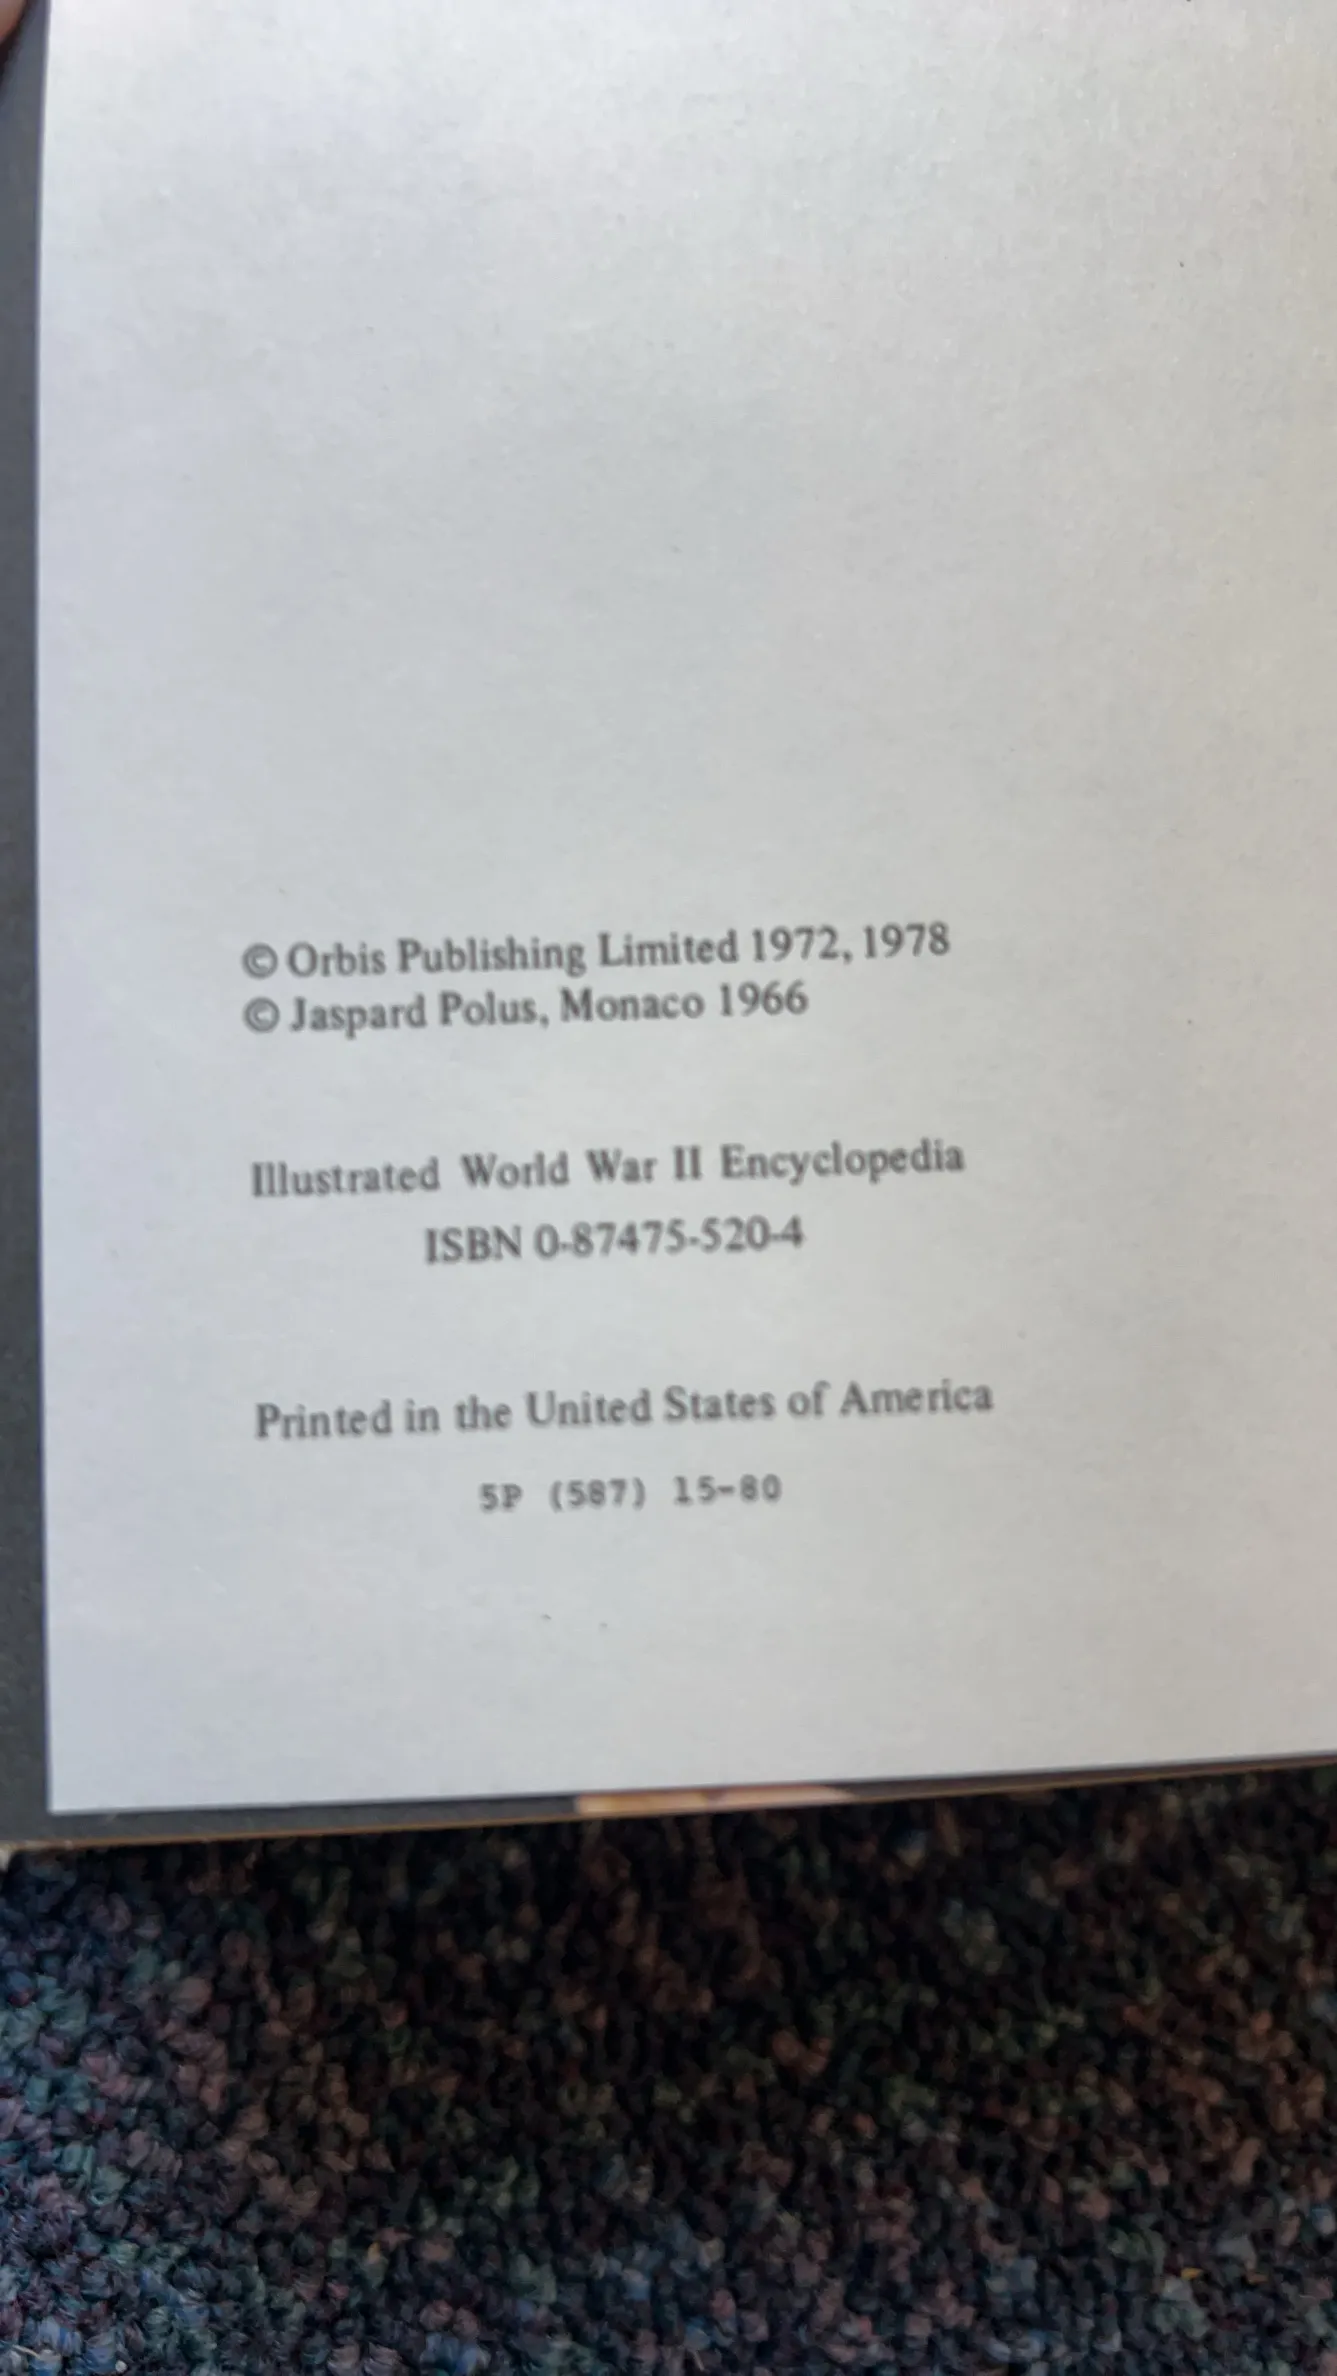 © Orbis Publishing Limited 1972, 1978
© Jaspard Polus, Monaco 1966
Illustrated World War II Encyclopedia
ISBN 0-87475-520-4
Printed in the United States of America
5P (587) 15-80